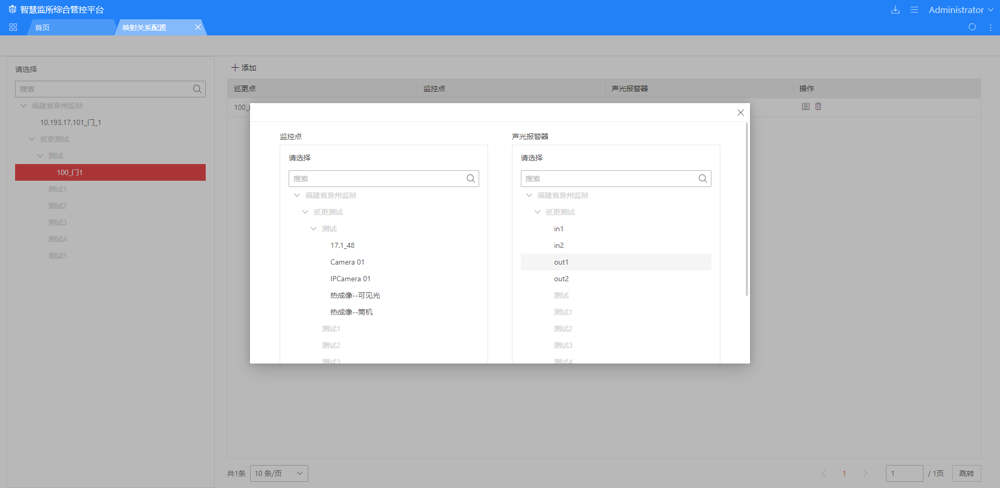 智慧监所综合管控平台
Administrator
首页
映射关系配置
请选择
搜索
福建省泉州监狱
10.193.17.101_门_1
巡更测试
测试
100_门1
测试1
测试2
测试3
测试4
测试5
添加
巡更点
监控点
声光报警器
操作
监控点
请选择
搜索
福建省泉州监狱
巡更测试
测试
17.1_48
Camera 01
IPCamera 01
热成像--可见光
热成像--筒机
测试1
测试2
测试3
声光报警器
请选择
搜索
福建省泉州监狱
巡更测试
in1
in2
out1
out2
测试
测试1
测试2
测试3
测试4
共1条
10 条/页
1
1
/ 1页
跳转